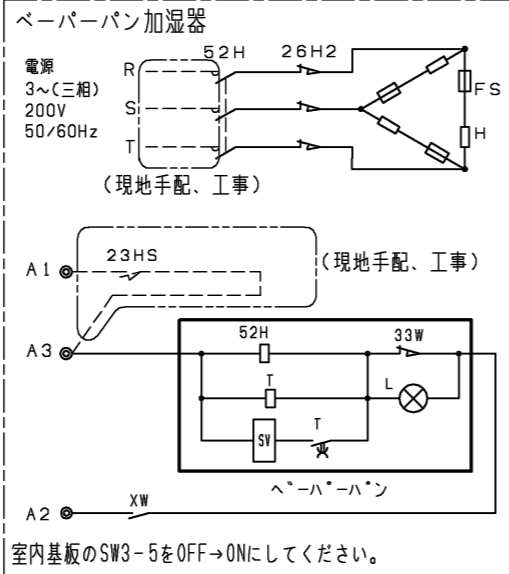 ベーパーパン加湿器
電源
3～(三相)
200V
50/60Hz
R
S
T
52H
26H2
FS
H
(現地手配、工事)
23HS
(現地手配、工事)
A1
A3
52H
33W
T
L
SV
T
ベーパーパン
A2
XW
室内基板のSW3-5をOFF→ONにしてください。